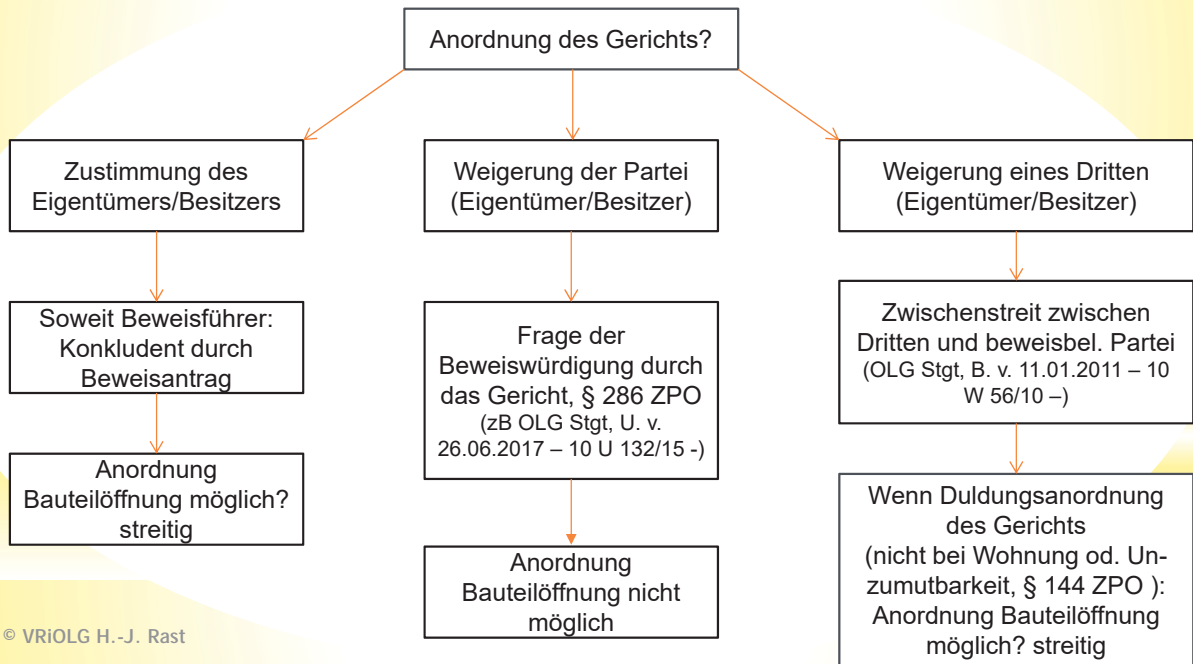 Anordnung des Gerichts?
Zustimmung des
Eigentümers/Besitzers
Soweit Beweisführer:
Konkludent durch
Beweisantrag
Anordnung
Bauteilöffnung möglich?
streitig
Weigerung der Partei
(Eigentümer/Besitzer)
Frage der
Beweiswürdigung durch
das Gericht, § 286 ZPO
(zB OLG Stgt, U. v.
26.06.2017 – 10 U 132/15 -)
Anordnung
Bauteilöffnung nicht
möglich
Weigerung eines Dritten
(Eigentümer/Besitzer)
Zwischenstreit zwischen
Dritten und beweisbel. Partei
(OLG Stgt, B. v. 11.01.2011 – 10
W 56/10 –)
Wenn Duldungsanordnung
des Gerichts
(nicht bei Wohnung od. Un-
zumutbarkeit, § 144 ZPO ):
Anordnung Bauteilöffnung
möglich? streitig
© VRiOLG H.-J. Rast